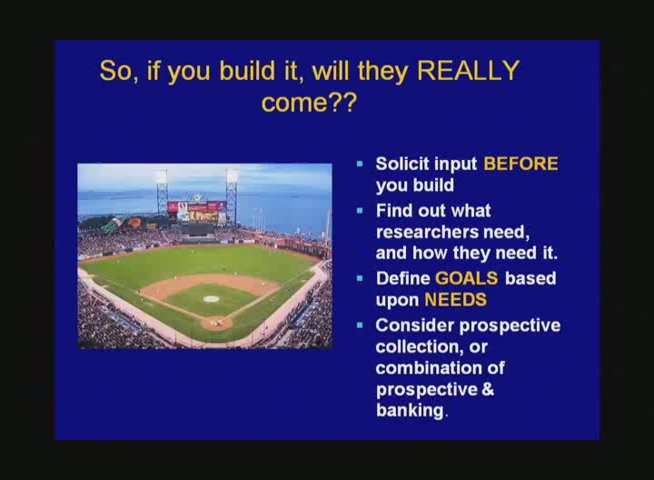 So, if you build it, will they REALLY
come??
Solicit input BEFORE
you build
Find out what
researchers need,
and how they need it.
Define GOALS based
upon NEEDS
Consider prospective
collection, or
combination of
prospective &
banking.